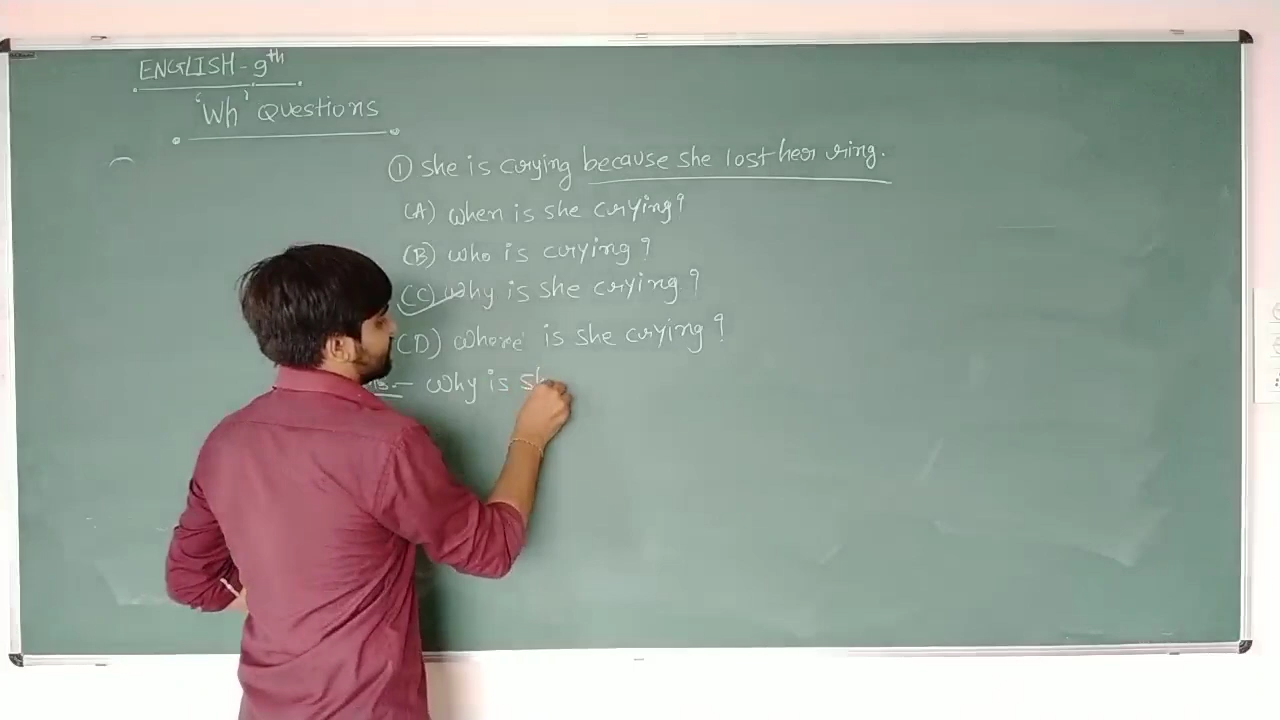 ENGLISH - 9th
'Wh' Questions
① She is crying because she lost her ring.
(A) When is she crying?
(B) Who is crying?
(C) Why is she crying?
(D) Where is she crying?
— Why is sh